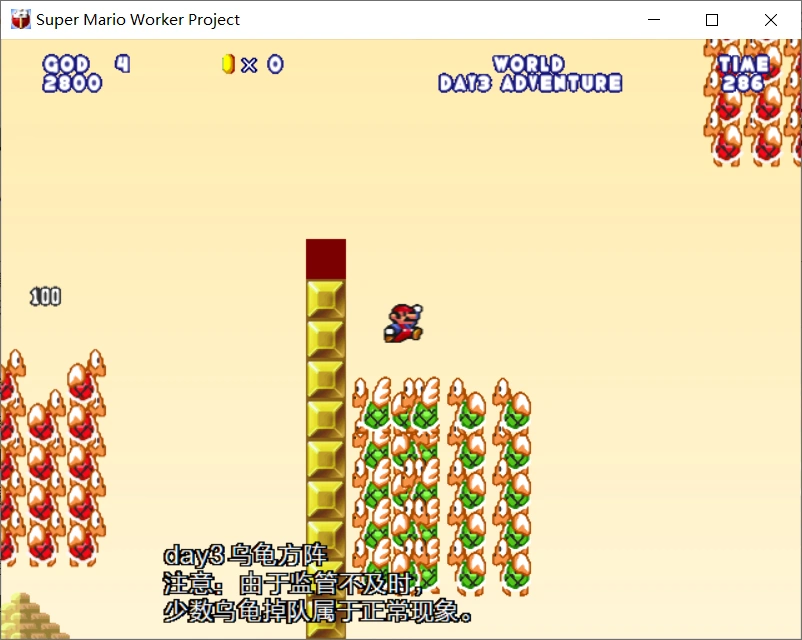 Super Mario Worker Project
GOD 4
× 0
WORLD
TIME
2800
DAY3 ADVENTURE
286
100
day3 乌龟方阵
注意：由于监管不及时，
少数乌龟掉队属于正常现象。